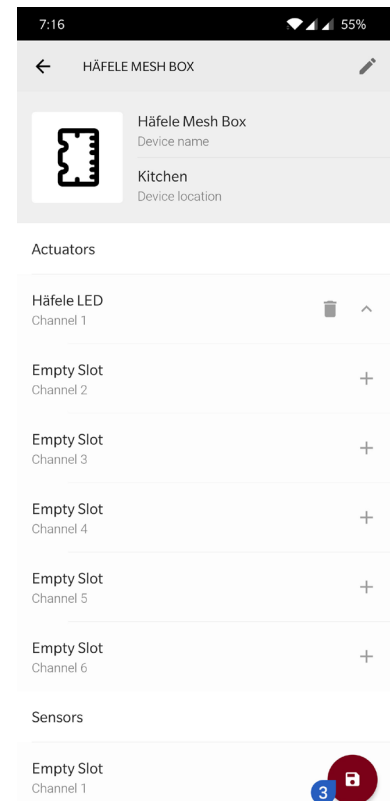 7:16
55%
HÄFELE MESH BOX
Häfele Mesh Box
Device name
Kitchen
Device location
Actuators
Häfele LED
Channel 1
Empty Slot
Channel 2
Empty Slot
Channel 3
Empty Slot
Channel 4
Empty Slot
Channel 5
Empty Slot
Channel 6
Sensors
Empty Slot
Channel 1
3